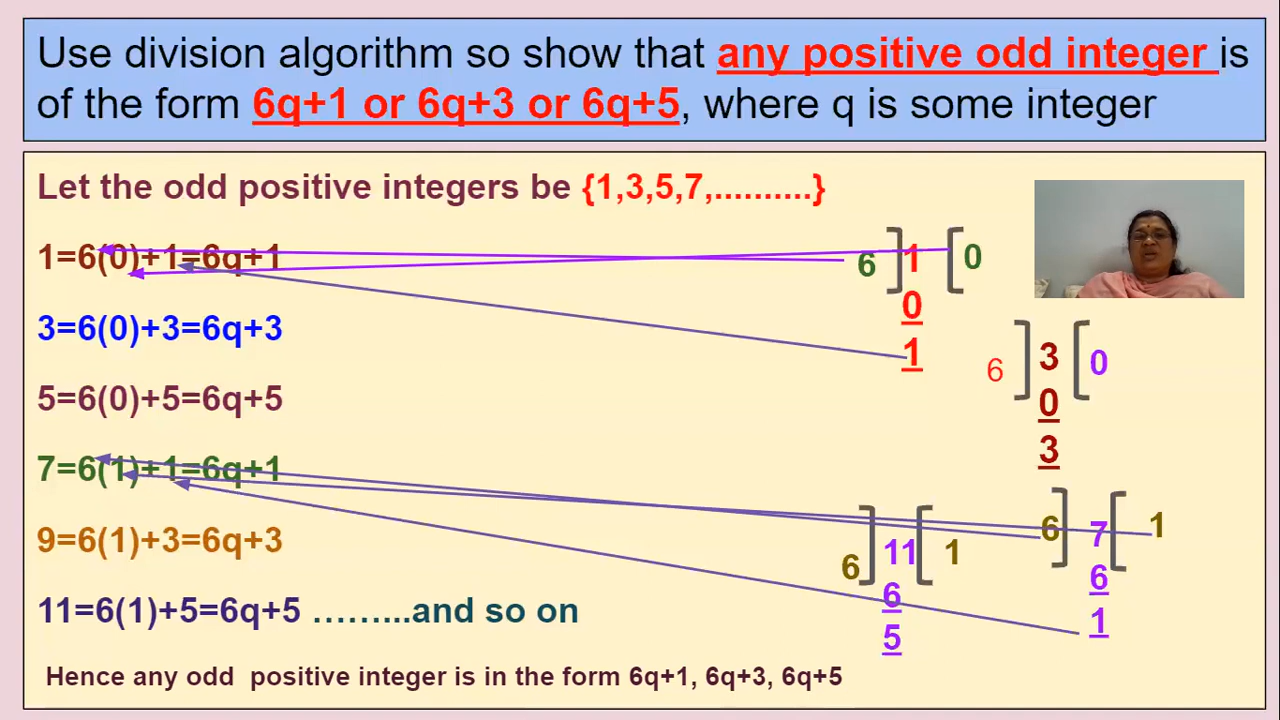 Use division algorithm so show that any positive odd integer is
of the form 6q+1 or 6q+3 or 6q+5, where q is some integer
Let the odd positive integers be {1,3,5,7,..........}
1=6(0)+1=6q+1
3=6(0)+3=6q+3
5=6(0)+5=6q+5
7=6(1)+1=6q+1
9=6(1)+3=6q+3
11=6(1)+5=6q+5 ……...and so on
Hence any odd positive integer is in the form 6q+1, 6q+3, 6q+5
6 ] 1 [ 0
0
1
6 ] 3 [ 0
0
3
6 ] 11 [ 1
6
5
6 ] 7 [ 1
6
1